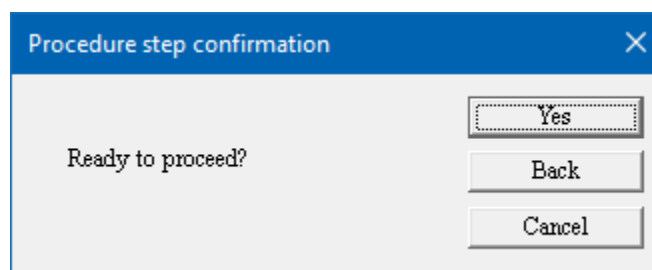 Procedure step confirmation
Yes
Ready to proceed?
Back
Cancel